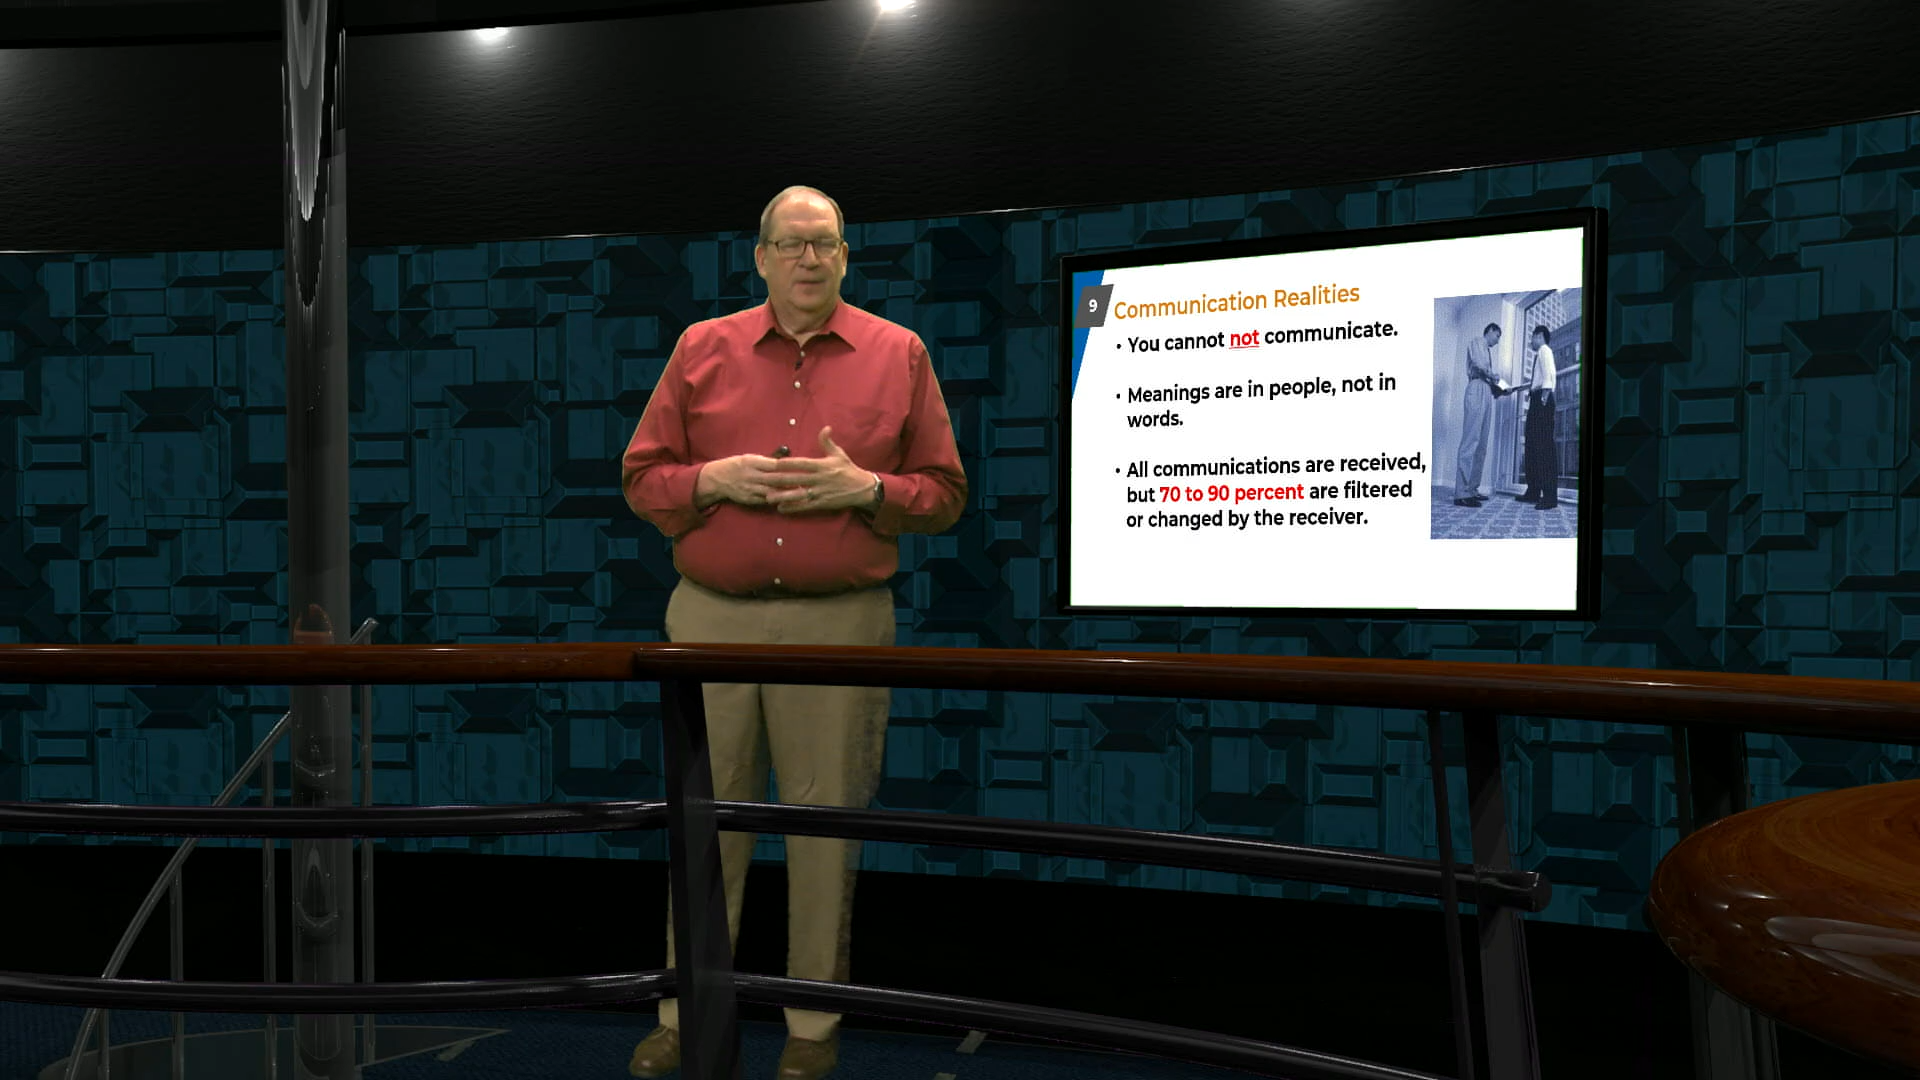 9
Communication Realities
• You cannot not communicate.
• Meanings are in people, not in
words.
• All communications are received,
but 70 to 90 percent are filtered
or changed by the receiver.